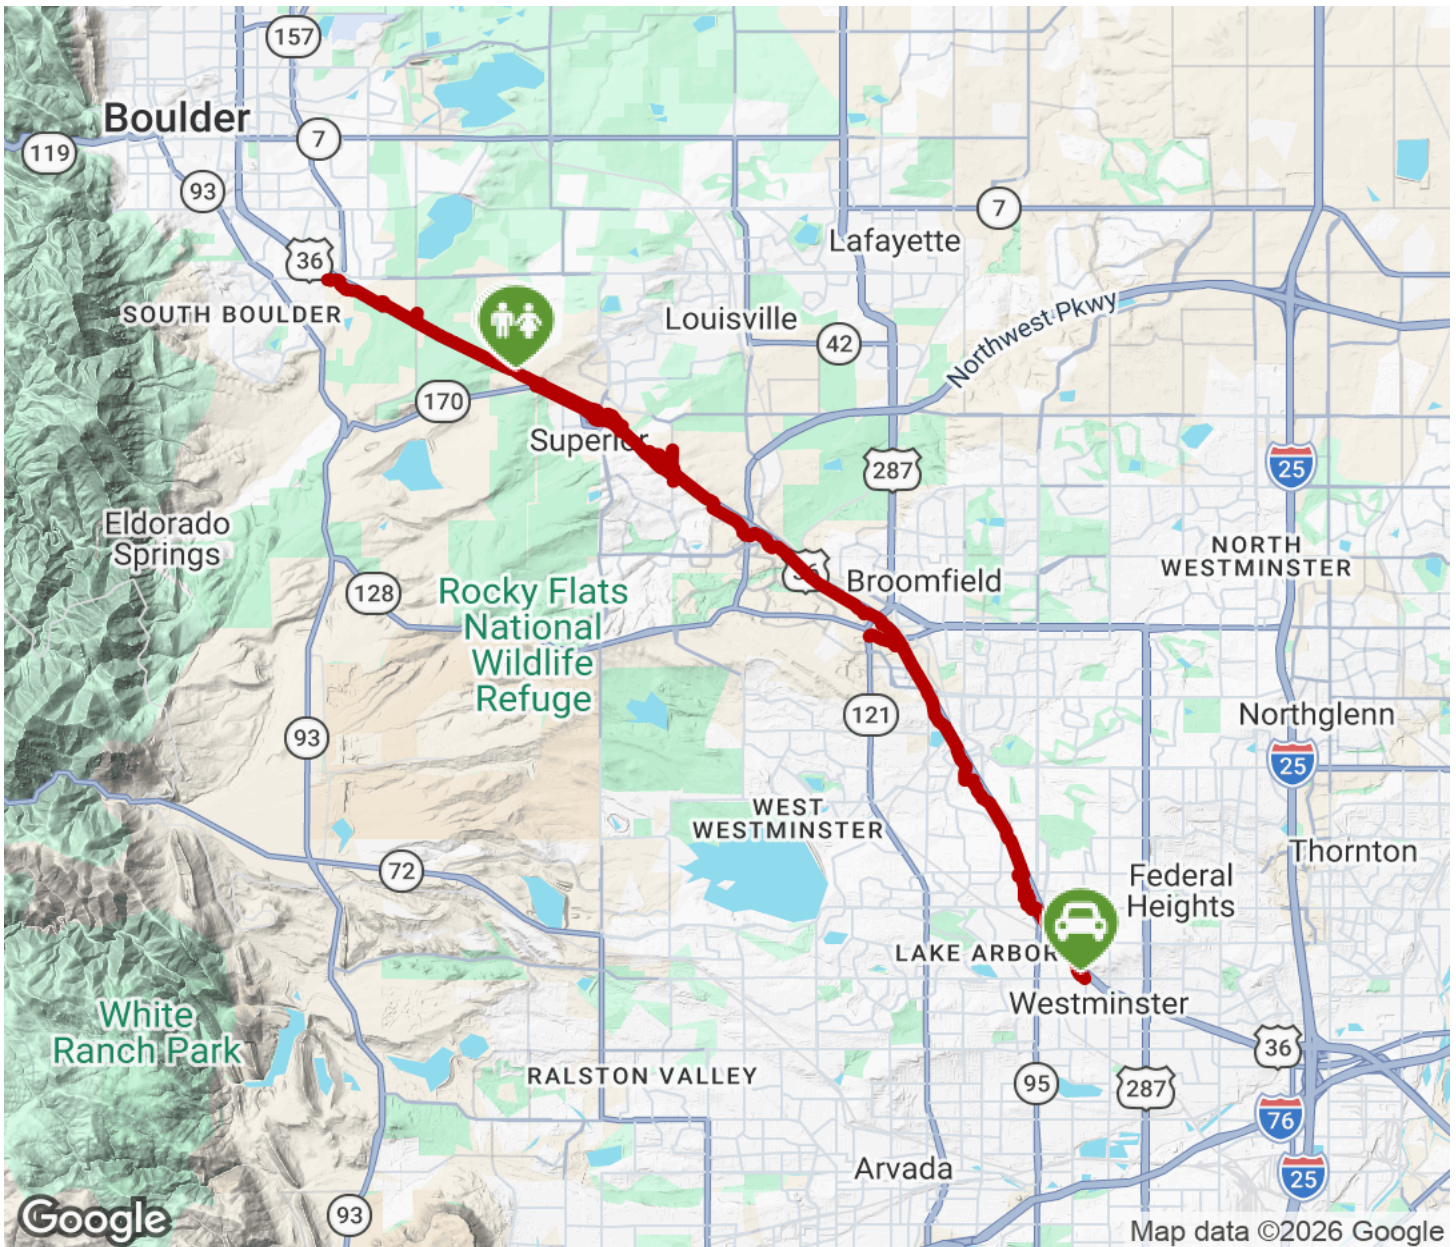 157
Boulder
7
119
93
7
Lafayette
36
SOUTH BOULDER
Louisville
42
Northwest Pkwy
170
Superior
287
25
Eldorado
Springs
NORTH
WESTMINSTER
36
Broomfield
128
Rocky Flats
National
Wildlife
Refuge
121
Northglenn
93
25
WEST
WESTMINSTER
Thornton
72
Federal
Heights
LAKE ARBOR
Westminster
White
Ranch Park
36
RALSTON VALLEY
95
287
76
Arvada
25
93
Google
Map data ©2026 Google